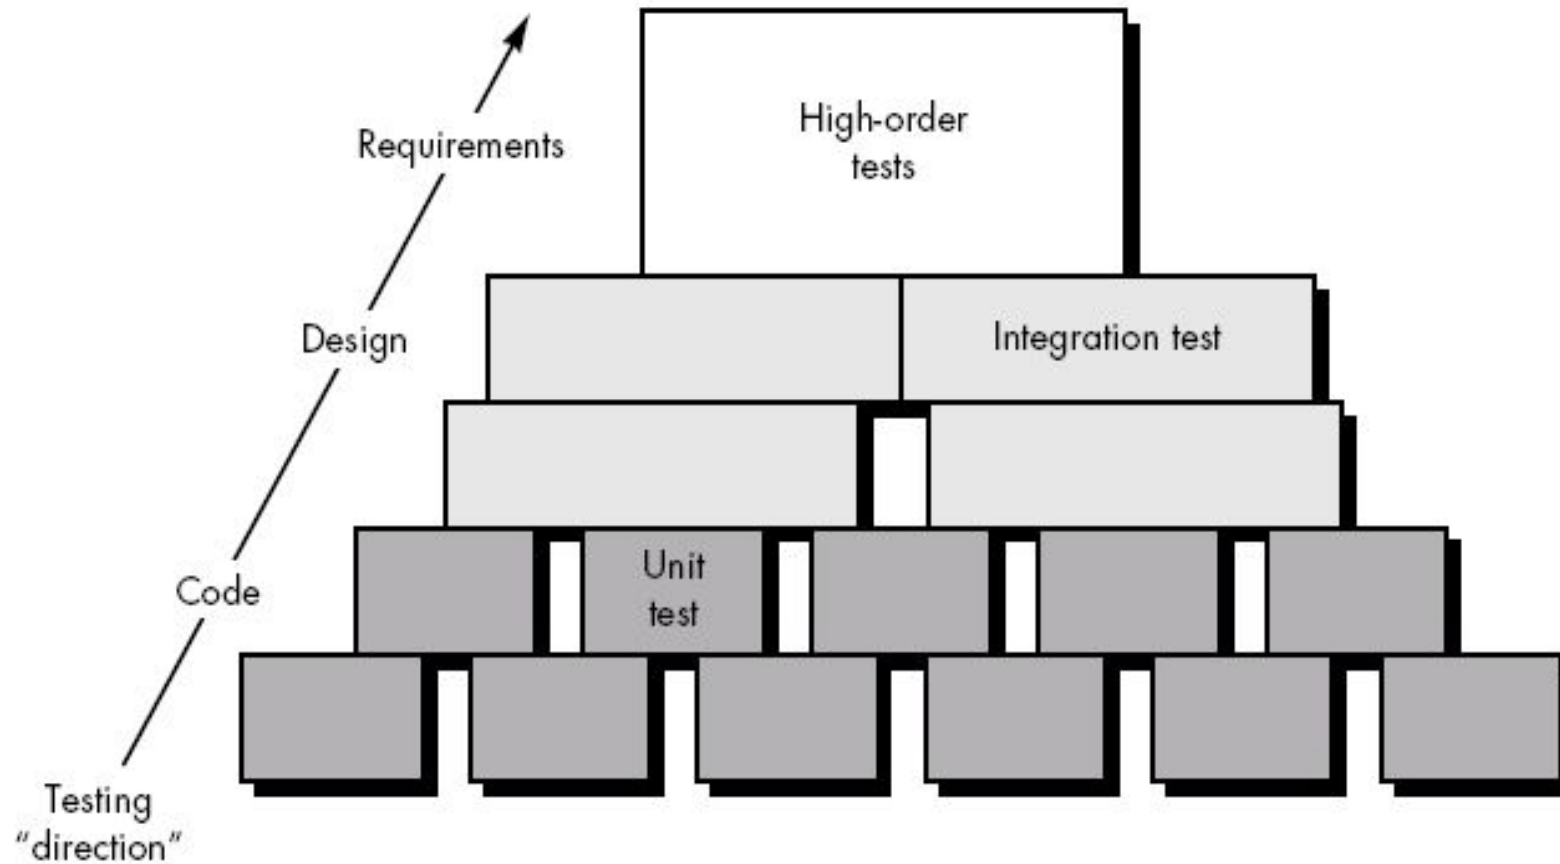 High-order
tests
Requirements
Design
Integration test
Unit
test
Code
Testing
“direction”